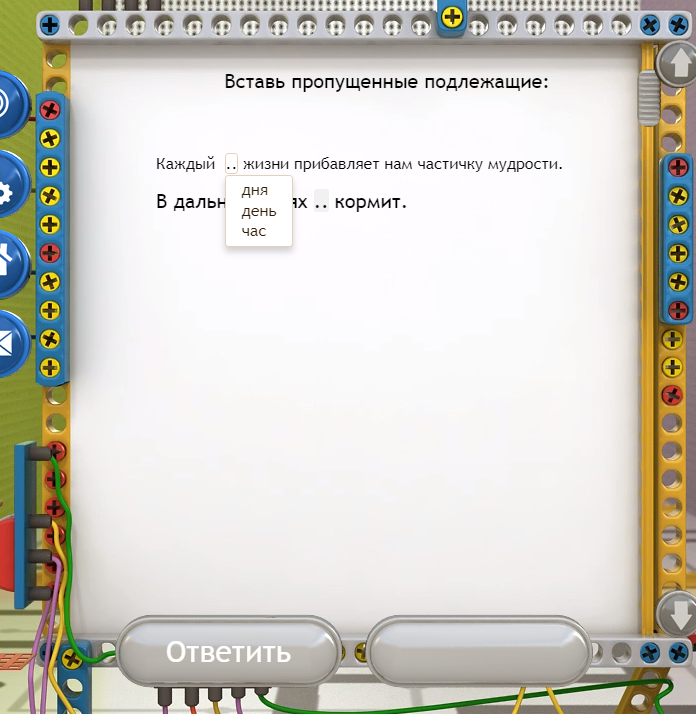 Вставь пропущенные подлежащие:
Каждый .. жизни прибавляет нам частичку мудрости.
В дальн ях .. кормит.
дня
день
час
Ответить